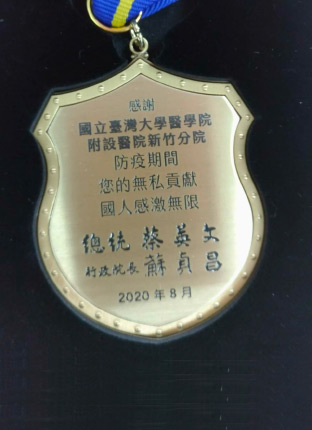 感謝
國立臺灣大學醫學院
附設醫院新竹分院
防疫期間
您的無私貢獻
國人感激無限
總統 蔡英文
行政院長 蘇貞昌
2020年8月